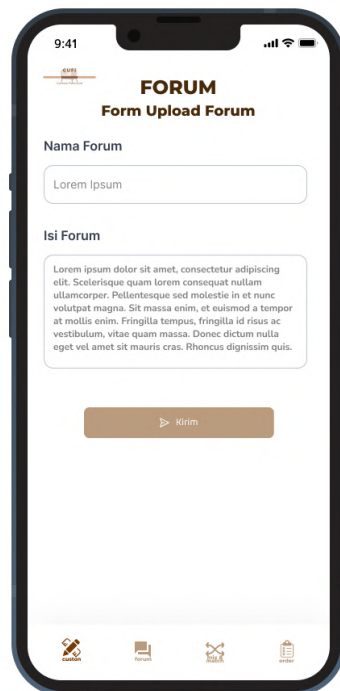 9:41
FORUM
Form Upload Forum
Nama Forum
Lorem Ipsum
Isi Forum
Lorem ipsum dolor sit amet, consectetur adipiscing
elit. Scelerisque quam lorem consequat nullam
ullamcorper. Pellentesque sed molestie in et nunc
volutpat magna. Sit massa enim, et euismod a tempor
at mollis enim. Fringilla tempus, fringilla id risus ac
vestibulum, vitae quam massa. Donec dictum nulla
eget vel amet sit mauris cras. Rhoncus dignissim quis.
Kirim
custon
forum
mix &
match
order